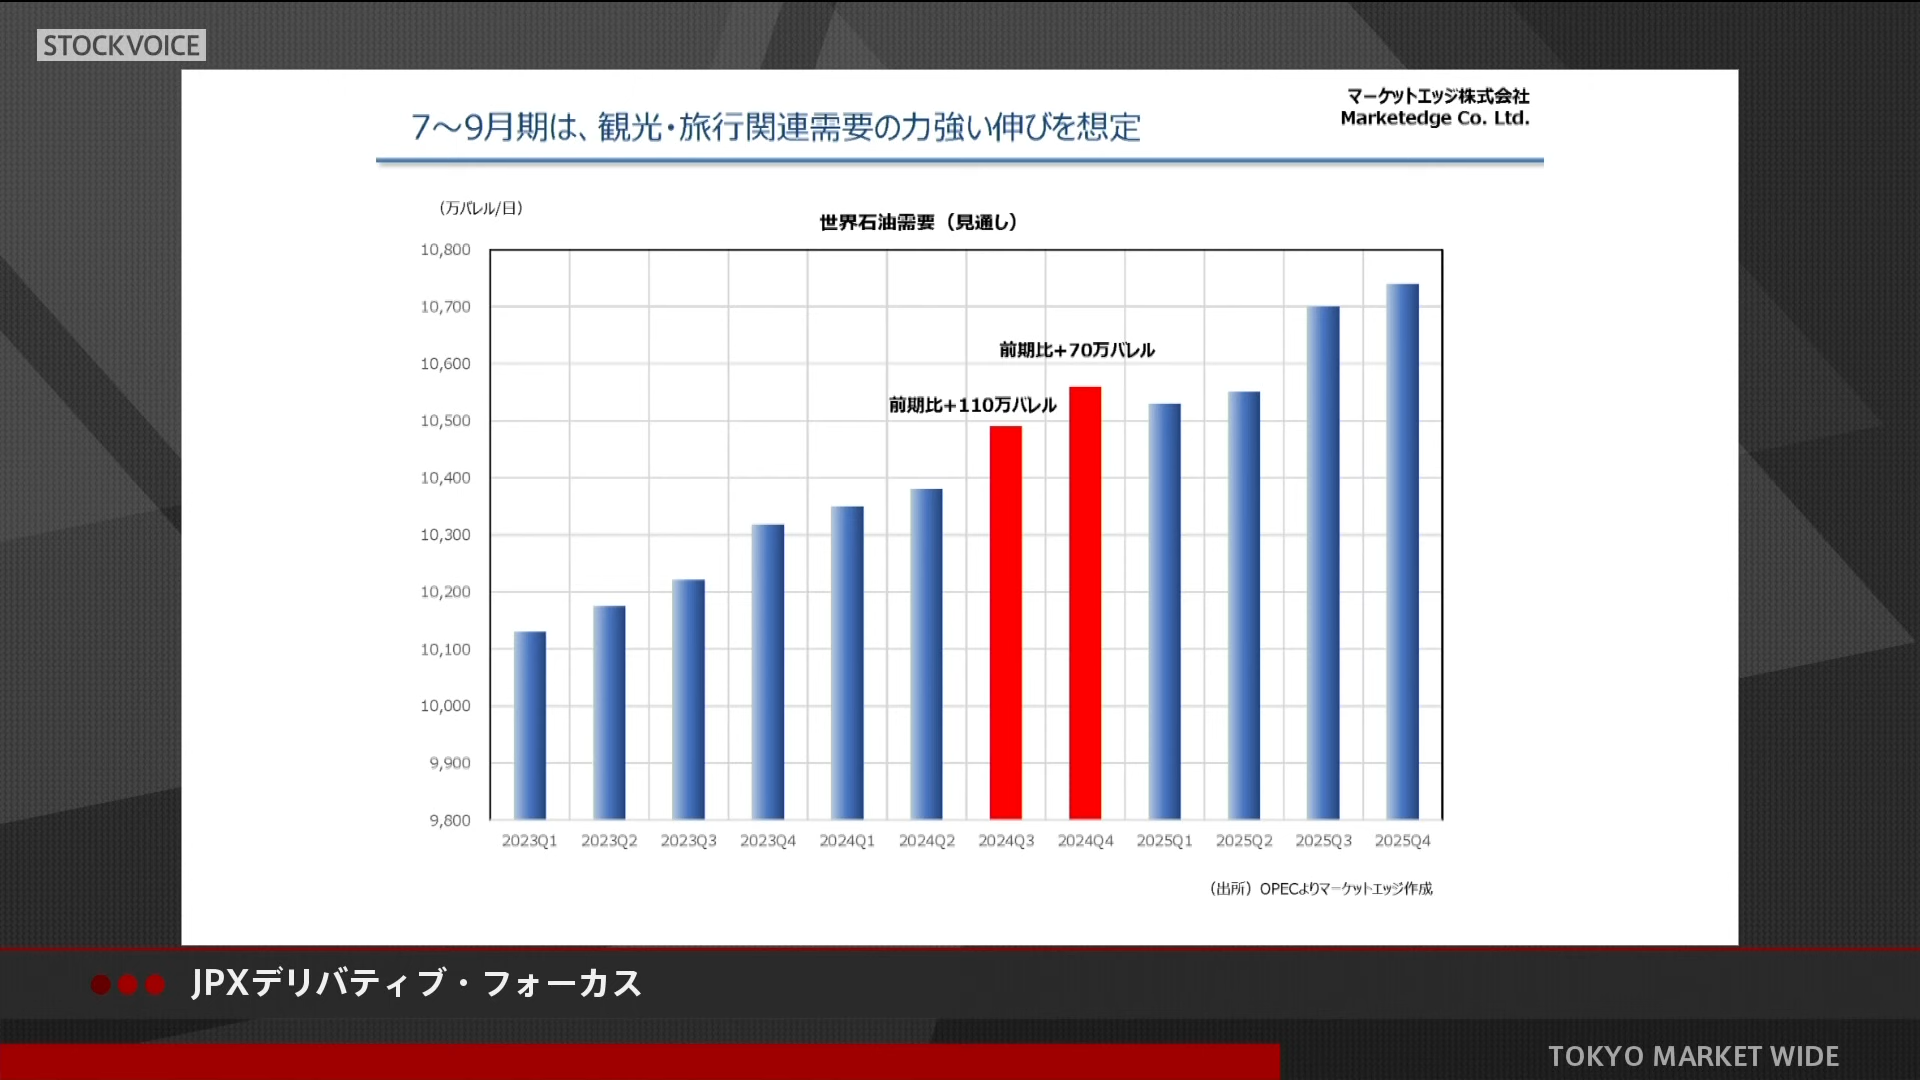 STOCKVOICE
マーケットエッジ株式会社
Marketedge Co. Ltd.
7～9月期は、観光・旅行関連需要の力強い伸びを想定
（万バレル/日）
世界石油需要（見通し）
10,800
10,700
10,600
10,500
10,400
10,300
10,200
10,100
10,000
9,900
9,800
前期比+70万バレル
前期比+110万バレル
2023Q1 2023Q2 2023Q3 2023Q4 2024Q1 2024Q2 2024Q3 2024Q4 2025Q1 2025Q2 2025Q3 2025Q4
（出所）OPECよりマーケットエッジ作成
JPXデリバティブ・フォーカス
TOKYO MARKET WIDE